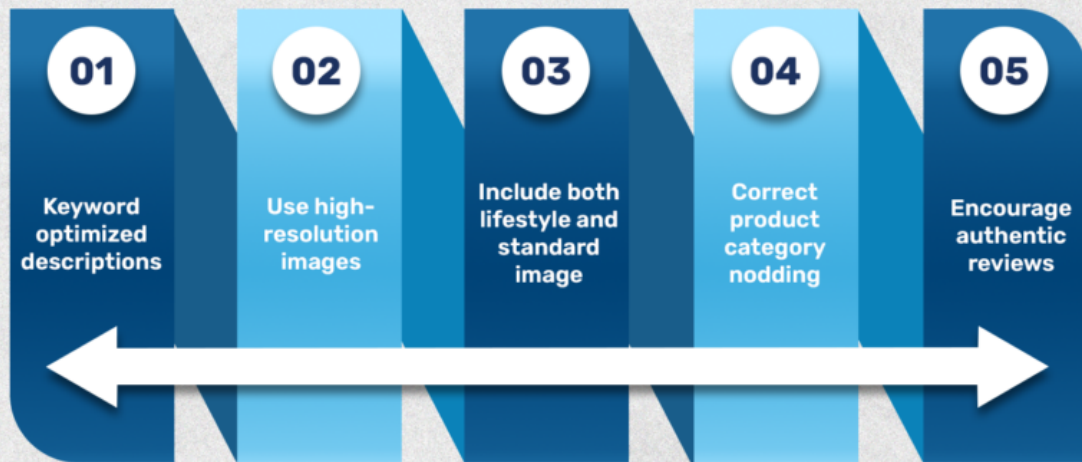 01
Keyword
optimized
descriptions
02
Use high-
resolution
images
03
Include both
lifestyle and
standard
image
04
Correct
product
category
nodding
05
Encourage
authentic
reviews